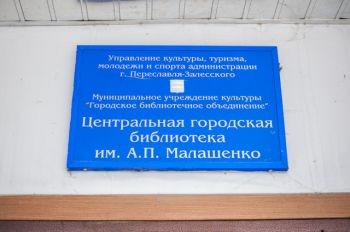 Управление культуры, туризма,
молодежи и спорта администрации
г. Переславля-Залесского
Муниципальное учреждение культуры
"Городское библиотечное объединение"
Центральная городская
библиотека
им. А.П. Малашенко